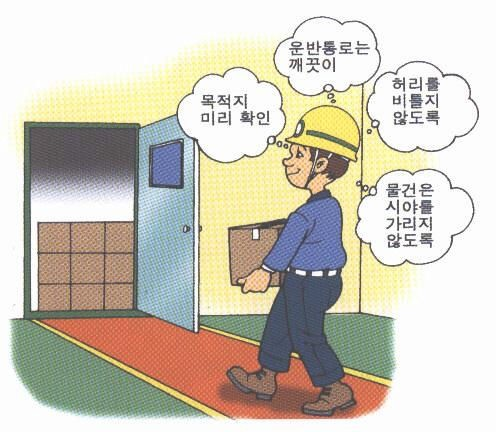 목적지
미리 확인
운반통로는
깨끗이
허리를
비틀지
않도록
물건은
시야를
가리지
않도록